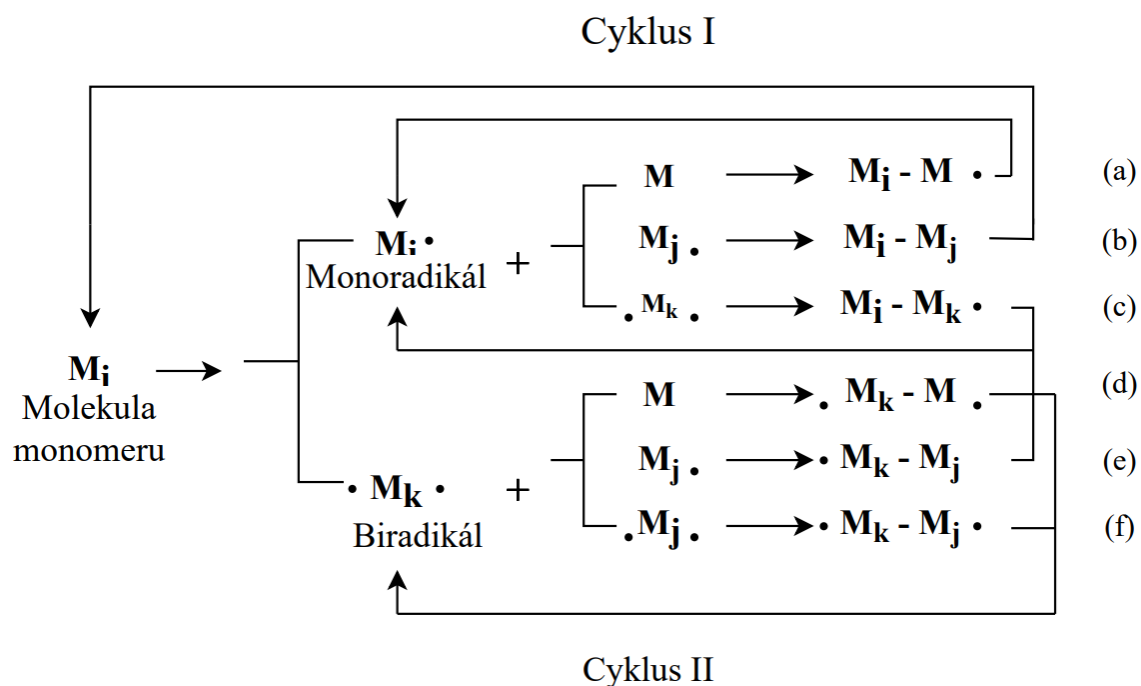 Cyklus I
M
Mi - M •
(a)
Mi •
Monoradikál
+
Mj •
Mi - Mj
(b)
• Mk •
Mi - Mk •
(c)
Mi
Molekula
monomeru
M
• Mk - M •
(d)
• Mk •
Biradikál
+
Mj •
• Mk - Mj
(e)
• Mj •
• Mk - Mj •
(f)
Cyklus II